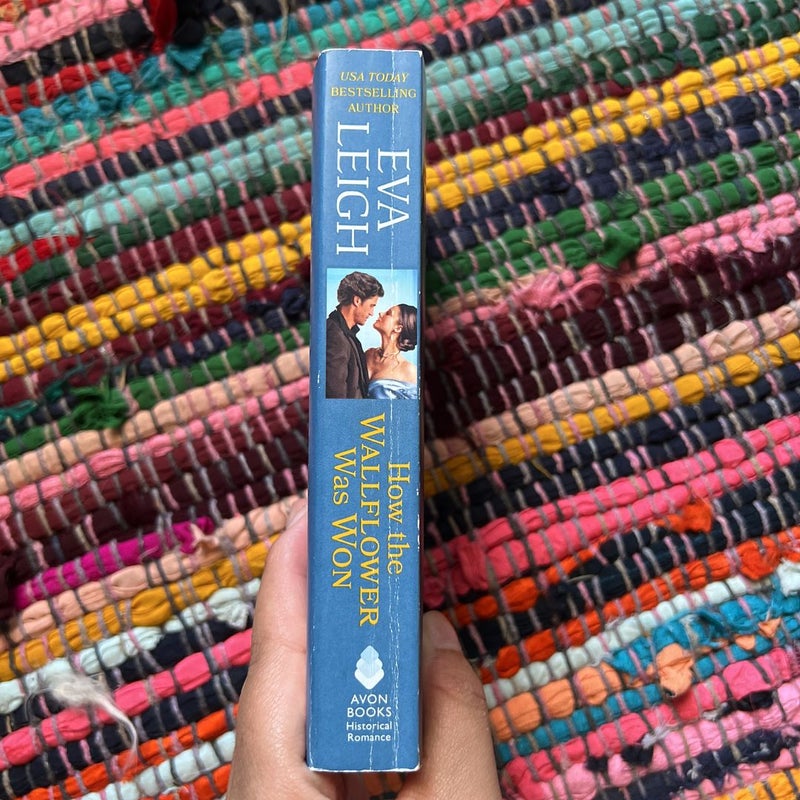 USA TODAY
BESTSELLING
AUTHOR
EVA
LEIGH
How the
WALLFLOWER
Was WON
AVON
BOOKS
Historical
Romance